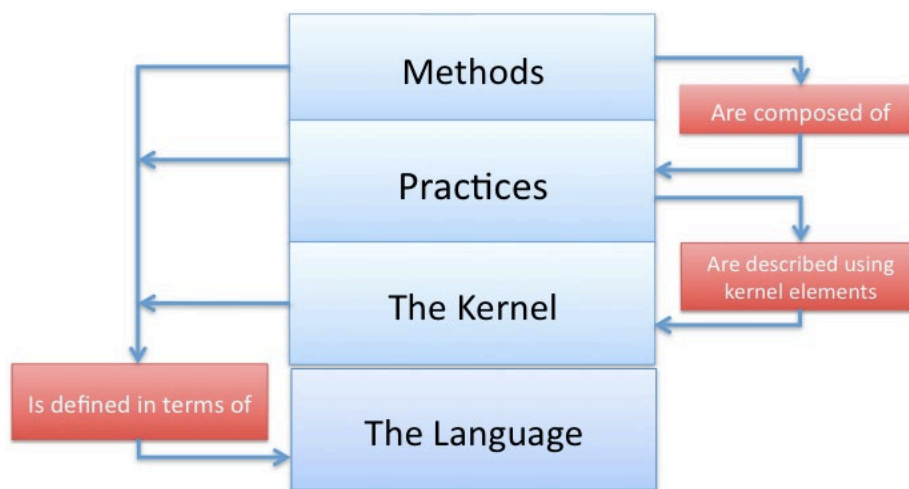 Methods
Are composed of
Practices
Are described using
kernel elements
The Kernel
Is defined in terms of
The Language